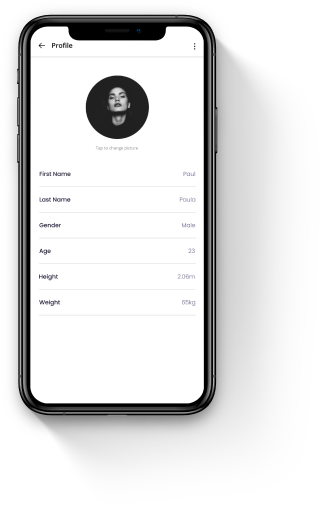 Profile
Tap to change picture
First Name Paul
Last Name Paulo
Gender Male
Age 23
Height 2.06m
Weight 65kg